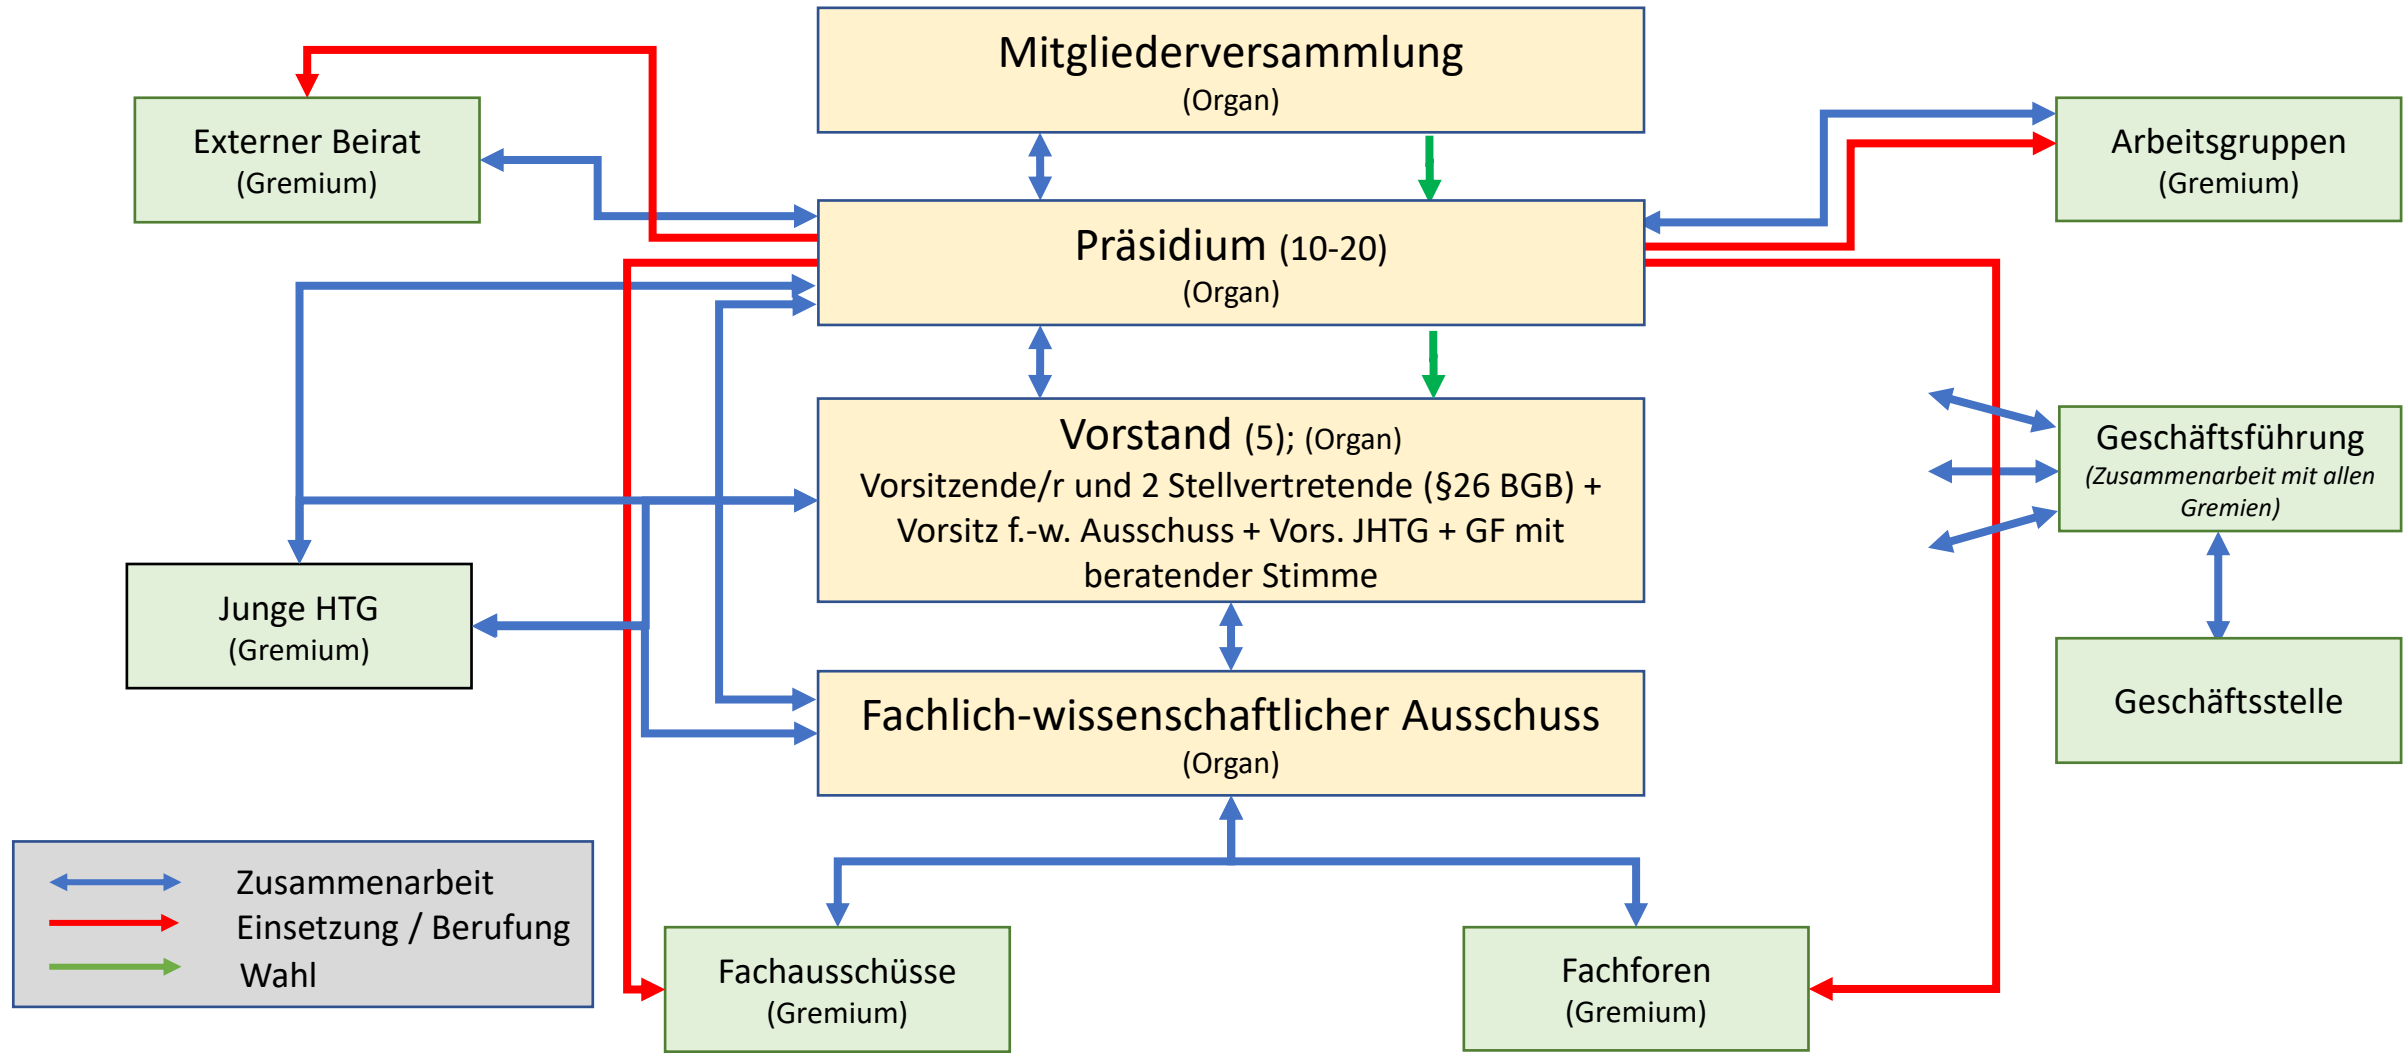 Mitgliederversammlung
(Organ)
Externer Beirat
(Gremium)
Arbeitsgruppen
(Gremium)
Präsidium (10-20)
(Organ)
Vorstand (5); (Organ)
Vorsitzende/r und 2 Stellvertretende (§26 BGB) +
Vorsitz f.-w. Ausschuss + Vors. JHTG + GF mit
beratender Stimme
Geschäftsführung
(Zusammenarbeit mit allen
Gremien)
Junge HTG
(Gremium)
Fachlich-wissenschaftlicher Ausschuss
(Organ)
Geschäftsstelle
Zusammenarbeit
Einsetzung / Berufung
Wahl
Fachausschüsse
(Gremium)
Fachforen
(Gremium)